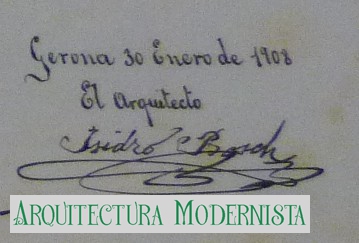 Gerona 30 Enero de 1908
El Arquitecto
Isidro Bosch
ARQUITECTURA MODERNISTA